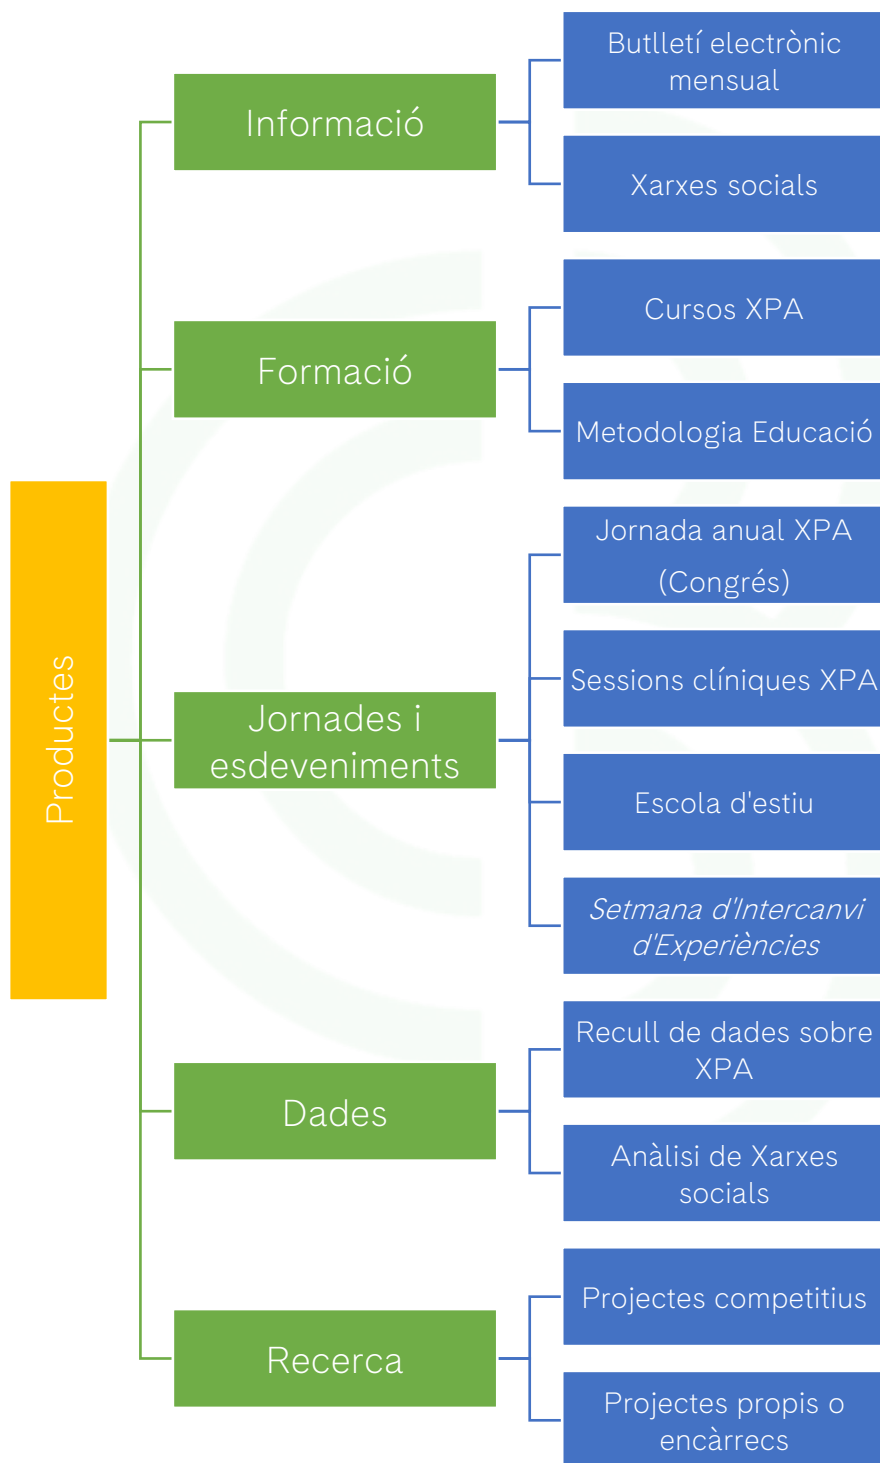 Productes
Informació
Butlletí electrònic
mensual
Xarxes socials
Formació
Cursos XPA
Metodologia Educació
Jornades i
esdeveniments
Jornada anual XPA
(Congrés)
Sessions clíniques XPA
Escola d'estiu
Setmana d'Intercanvi
d'Experiències
Dades
Recull de dades sobre
XPA
Anàlisi de Xarxes
socials
Recerca
Projectes competitius
Projectes propis o
encàrrecs